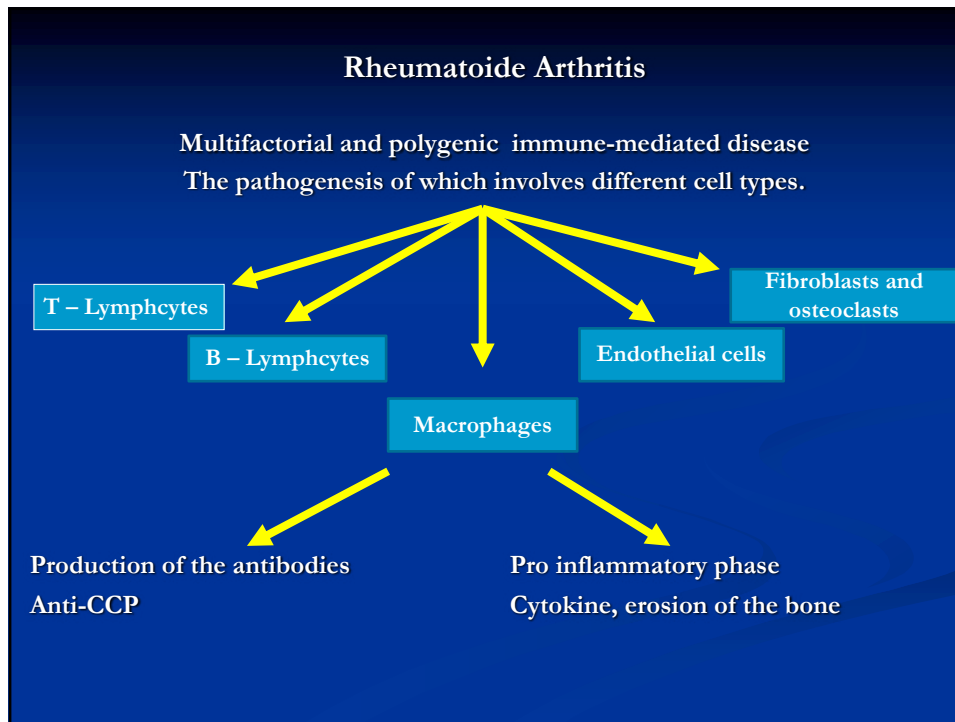 Rheumatoide Arthritis
Multifactorial and polygenic immune-mediated disease
The pathogenesis of which involves different cell types.
T – Lymphcytes
B – Lymphcytes
Macrophages
Endothelial cells
Fibroblasts and
osteoclasts
Production of the antibodies
Anti-CCP
Pro inflammatory phase
Cytokine, erosion of the bone